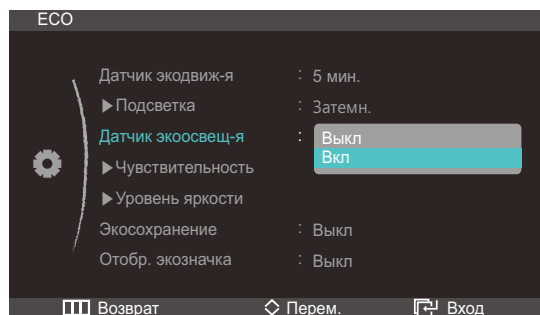 ECO
Датчик экодвиж-я : 5 мин.
▶Подсветка : Затемн.
Датчик экоосвещ-я : Выкл
Вкл
▶Чувствительность
▶Уровень яркости
Экосохранение : Выкл
Отобр. экозначка : Выкл
Возврат Перем. Вход